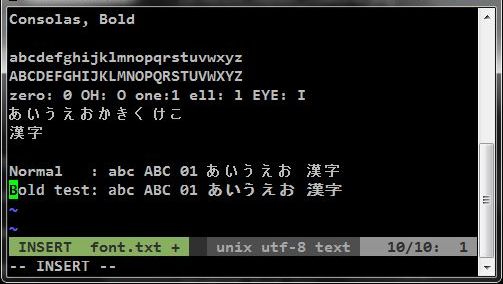 Consolas, Bold
abcdefghijklmnopqrstuvwxyz
ABCDEFGHIJKLMNOPQRSTUVWXYZ
zero: 0 OH: O one:1 ell: l EYE: I
あいうえおかきくけこ
漢字
Normal   : abc ABC 01 あいうえお 漢字
Bold test: abc ABC 01 あいうえお 漢字
~
~
INSERT  font.txt +  unix utf-8 text  10/10:  1
-- INSERT --